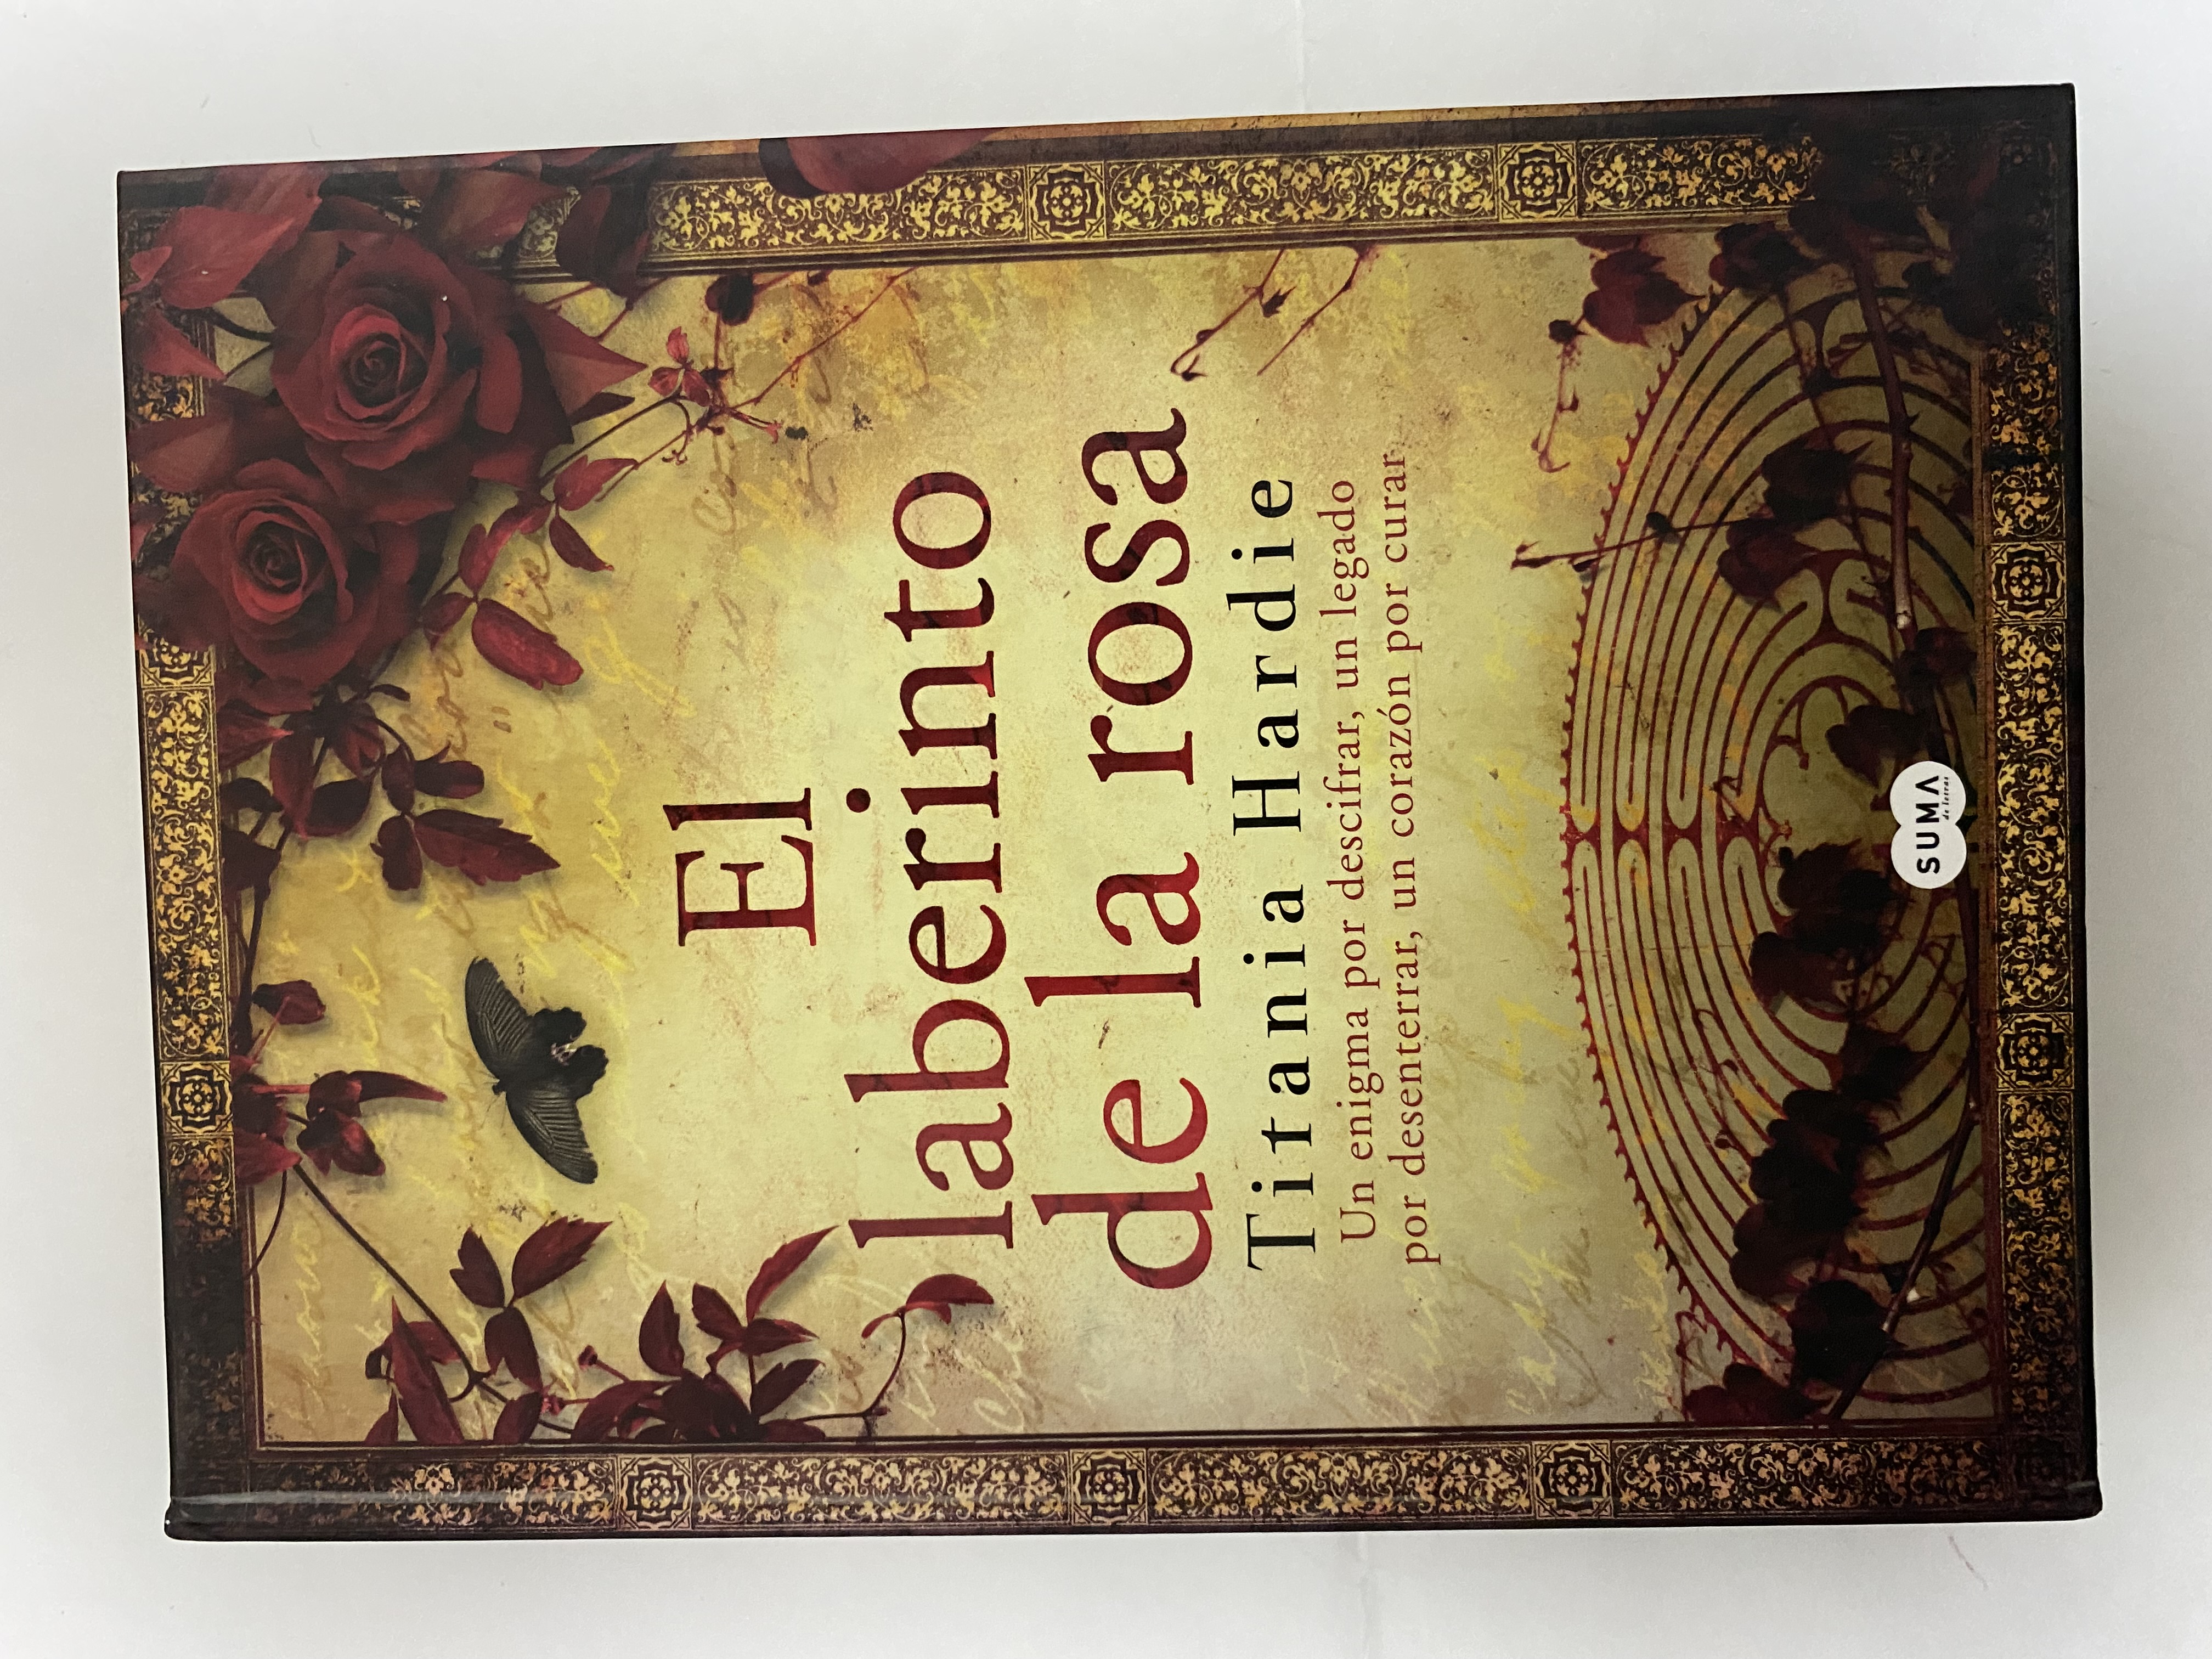 El
laberinto
de la rosa
Titania Hardie
Un enigma por descifrar, un legado
por desenterrar, un corazón por curar
SUMA
de letras